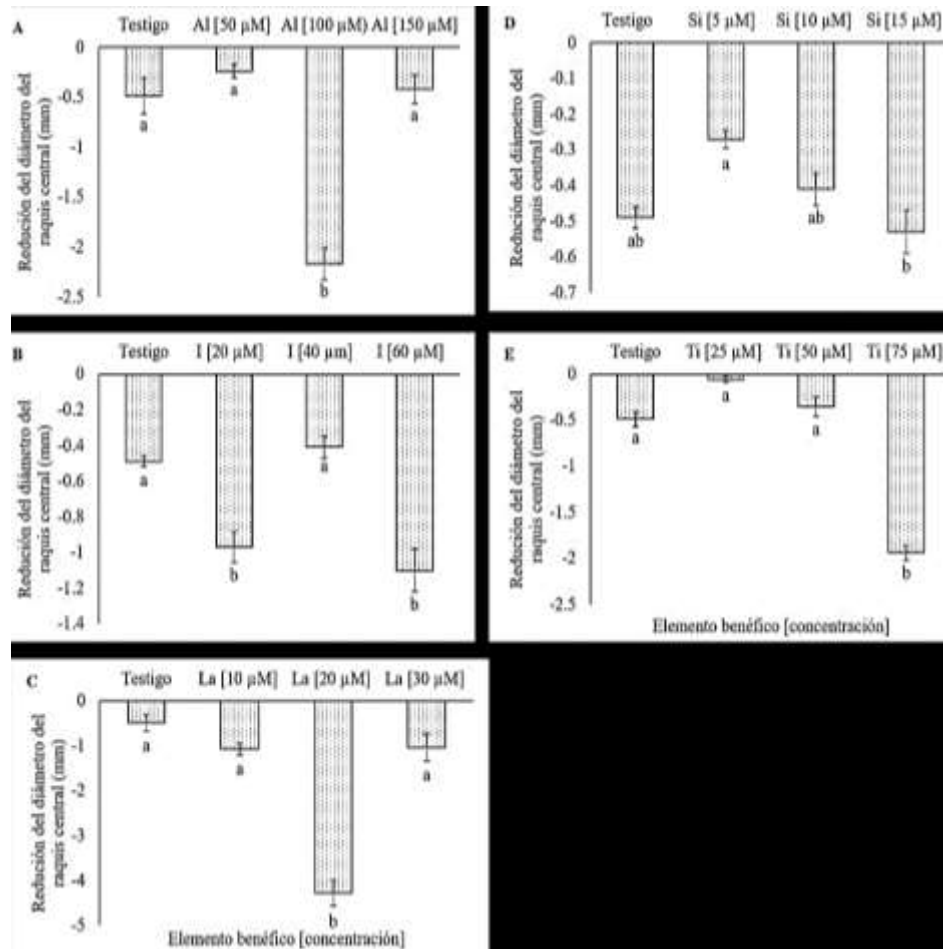 A
Testigo Al [50 µM] Al [100 µM) Al [150 µM)
0
-0.5
-1
-1.5
-2
-2.5
Redución del diámetro del
raquis central (mm)
a
a
b
a
B
Testigo I [20 µM] I [40 µm] I [60 µM]
0
-0.2
-0.4
-0.6
-0.8
-1
-1.2
-1.4
Redución del diámetro del
raquis central (mm)
a
b
a
b
C
Testigo La [10 µM] La [20 µM] La [30 µM]
0
-1
-2
-3
-4
-5
Redución del diámetro del
raquis central (mm)
a
a
b
a
Elemento benéfico [concentración]
D
Testigo Si [5 µM] Si [10 µM] Si [15 µM]
0
-0.1
-0.2
-0.3
-0.4
-0.5
-0.6
-0.7
Redución del diámetro del
raquis central (mm)
ab
a
ab
b
E
Testigo Ti [25 µM] Ti [50 µM] Ti [75 µM]
0
-0.5
-1
-1.5
-2
-2.5
Redución del diámetro del
raquis central (mm)
a
a
a
b
Elemento benéfico [concentración]